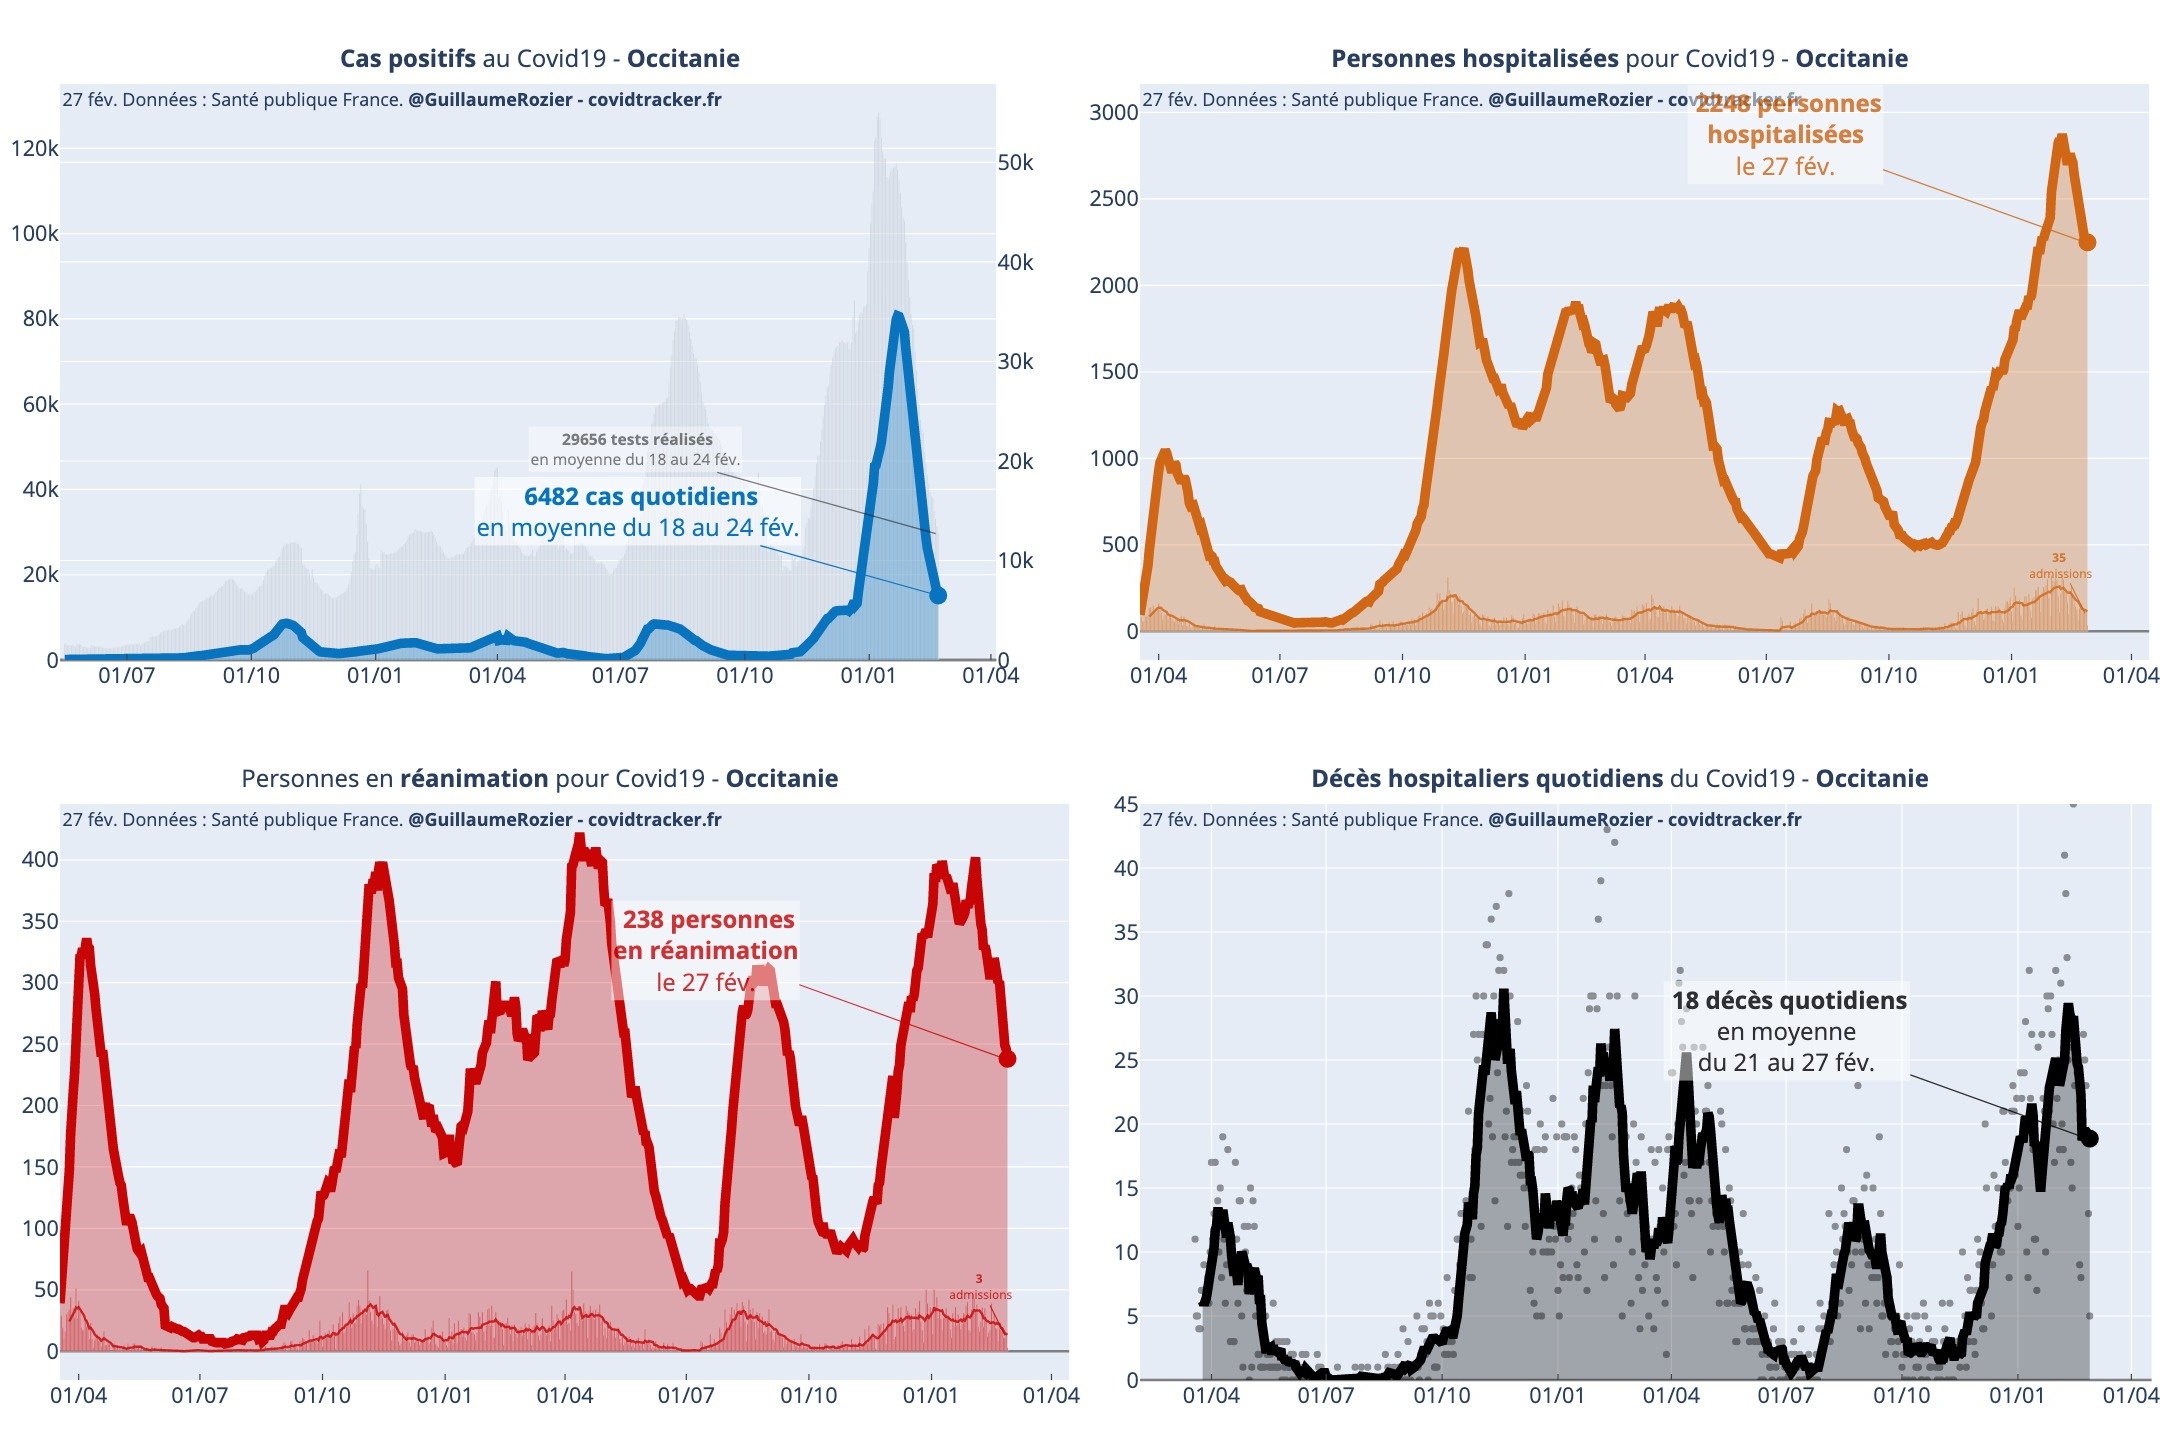 Cas positifs au Covid19 - Occitanie
27 fév. Données : Santé publique France. @GuillaumeRozier - covidtracker.fr
120k
100k
80k
60k
40k
20k
0
50k
40k
30k
20k
10k
0
29656 tests réalisés
en moyenne du 18 au 24 fév.
6482 cas quotidiens
en moyenne du 18 au 24 fév.
01/07 01/10 01/01 01/04 01/07 01/10 01/01 01/04
Personnes hospitalisées pour Covid19 - Occitanie
27 fév. Données : Santé publique France. @GuillaumeRozier - covidtracker.fr
2248 personnes
hospitalisées
le 27 fév.
3000
2500
2000
1500
1000
500
0
35
admissions
01/04 01/07 01/10 01/01 01/04 01/07 01/10 01/01 01/04
Personnes en réanimation pour Covid19 - Occitanie
27 fév. Données : Santé publique France. @GuillaumeRozier - covidtracker.fr
400
350
300
250
200
150
100
50
0
238 personnes
en réanimation
le 27 fév.
3
admissions
01/04 01/07 01/10 01/01 01/04 01/07 01/10 01/01 01/04
Décès hospitaliers quotidiens du Covid19 - Occitanie
27 fév. Données : Santé publique France. @GuillaumeRozier - covidtracker.fr
45
40
35
30
25
20
15
10
5
0
18 décès quotidiens
en moyenne
du 21 au 27 fév.
01/04 01/07 01/10 01/01 01/04 01/07 01/10 01/01 01/04